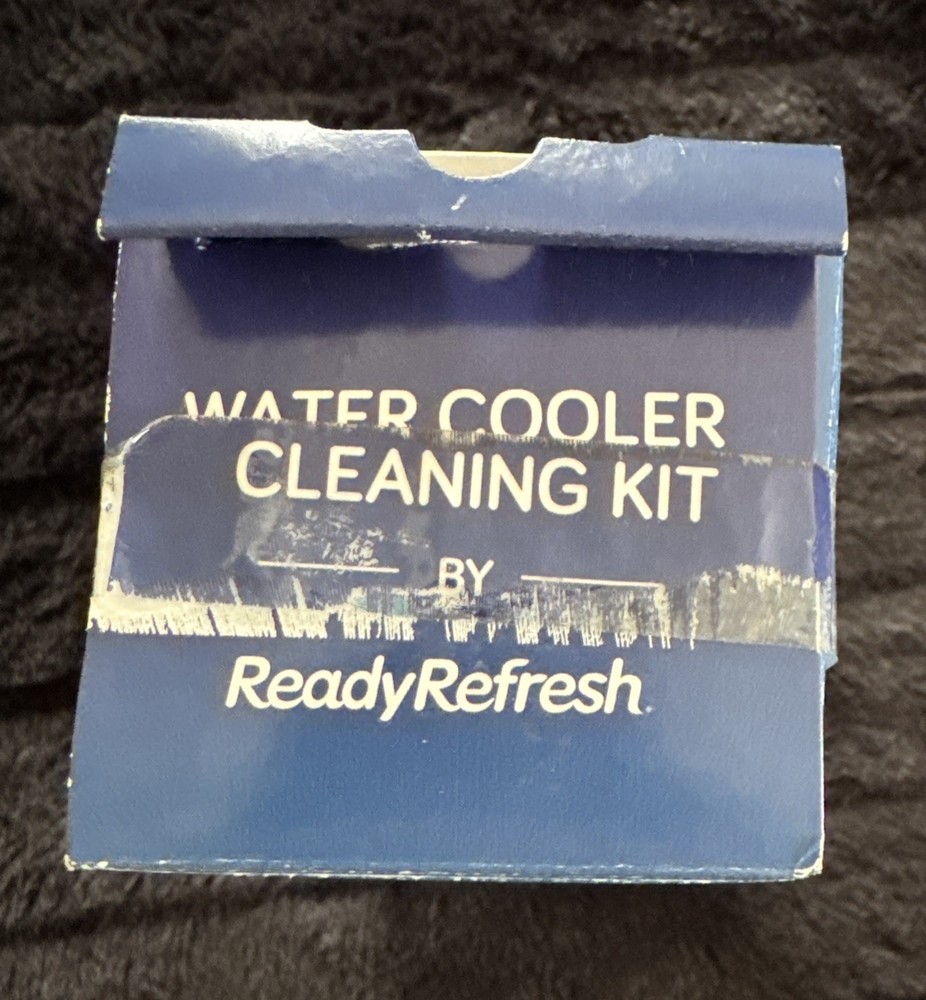 WATER COOLER
CLEANING KIT
BY
ReadyRefresh